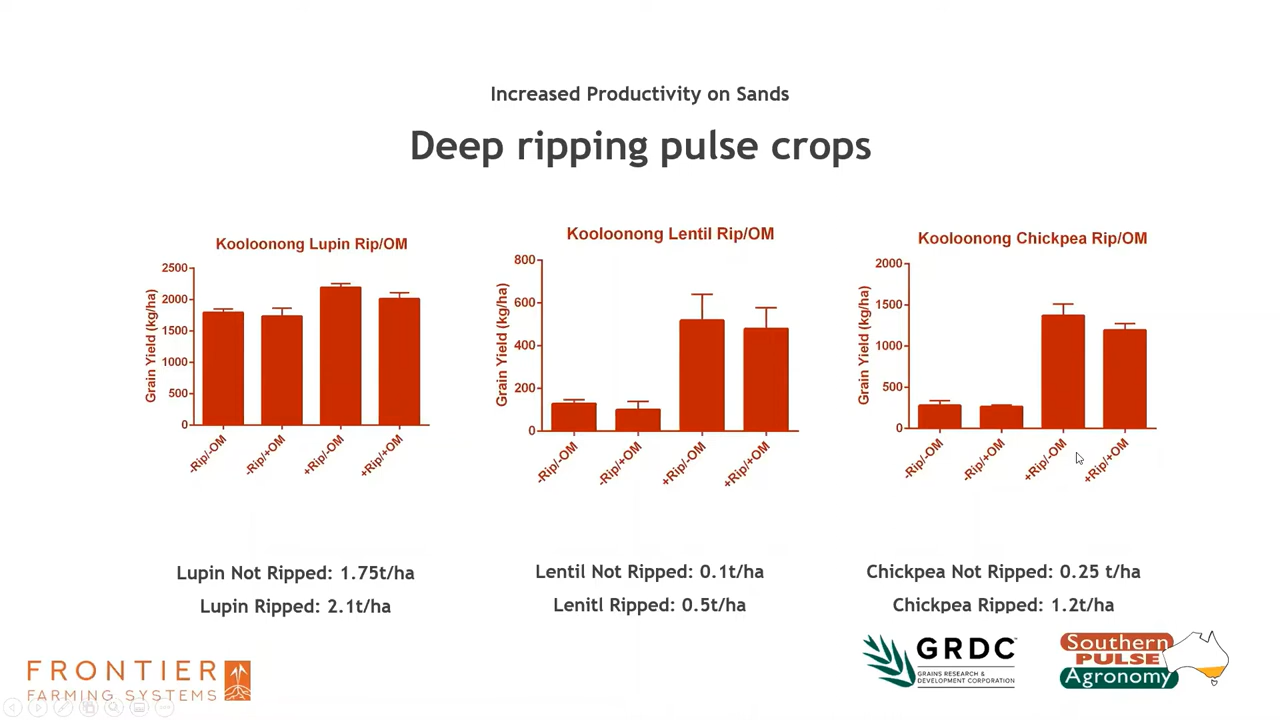 Increased Productivity on Sands
Deep ripping pulse crops
Kooloonong Lupin Rip/OM
Grain Yield (kg/ha)
2500
2000
1500
1000
500
0
-Rip/-OM
-Rip/+OM
+Rip/-OM
+Rip/+OM
Kooloonong Lentil Rip/OM
Grain Yield (kg/ha)
800
600
400
200
0
-Rip/-OM
-Rip/+OM
+Rip/-OM
+Rip/+OM
Kooloonong Chickpea Rip/OM
Grain Yield (kg/ha)
2000
1500
1000
500
0
-Rip/-OM
-Rip/+OM
+Rip/-OM
+Rip/+OM
Lupin Not Ripped: 1.75t/ha
Lupin Ripped: 2.1t/ha
Lentil Not Ripped: 0.1t/ha
Lenitl Ripped: 0.5t/ha
Chickpea Not Ripped: 0.25 t/ha
Chickpea Ripped: 1.2t/ha
FRONTIER
FARMING SYSTEMS
GRDC™
GRAINS RESEARCH &
DEVELOPMENT CORPORATION
Southern
PULSE
Agronomy